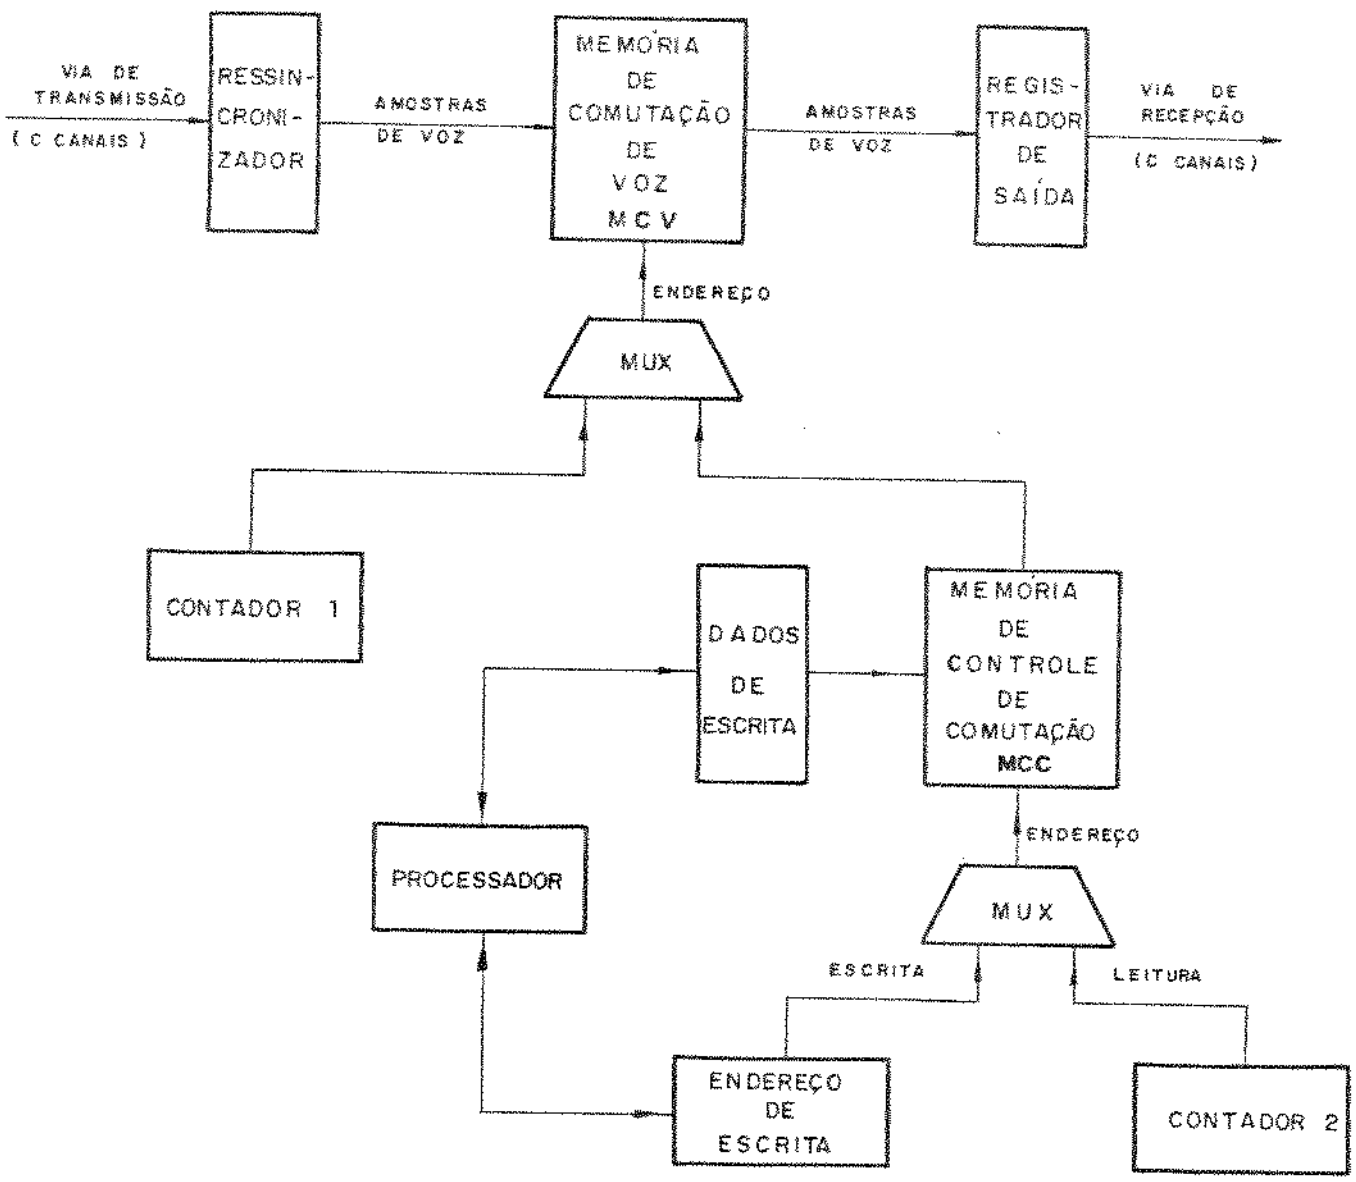 VIA DE
TRANSMISSÃO
(C CANAIS)
RESSIN-
CRONI-
ZADOR
AMOSTRAS
DE VOZ
MEMÓRIA
DE
COMUTAÇÃO
DE
VOZ
MCV
AMOSTRAS
DE VOZ
REGIS-
TRADOR
DE
SAÍDA
VIA DE
RECEPÇÃO
(C CANAIS)
ENDEREÇO
MUX
CONTADOR 1
DADOS
DE
ESCRITA
MEMÓRIA
DE
CONTROLE
DE
COMUTAÇÃO
MCC
PROCESSADOR
ENDEREÇO
MUX
ESCRITA
LEITURA
ENDEREÇO
DE
ESCRITA
CONTADOR 2